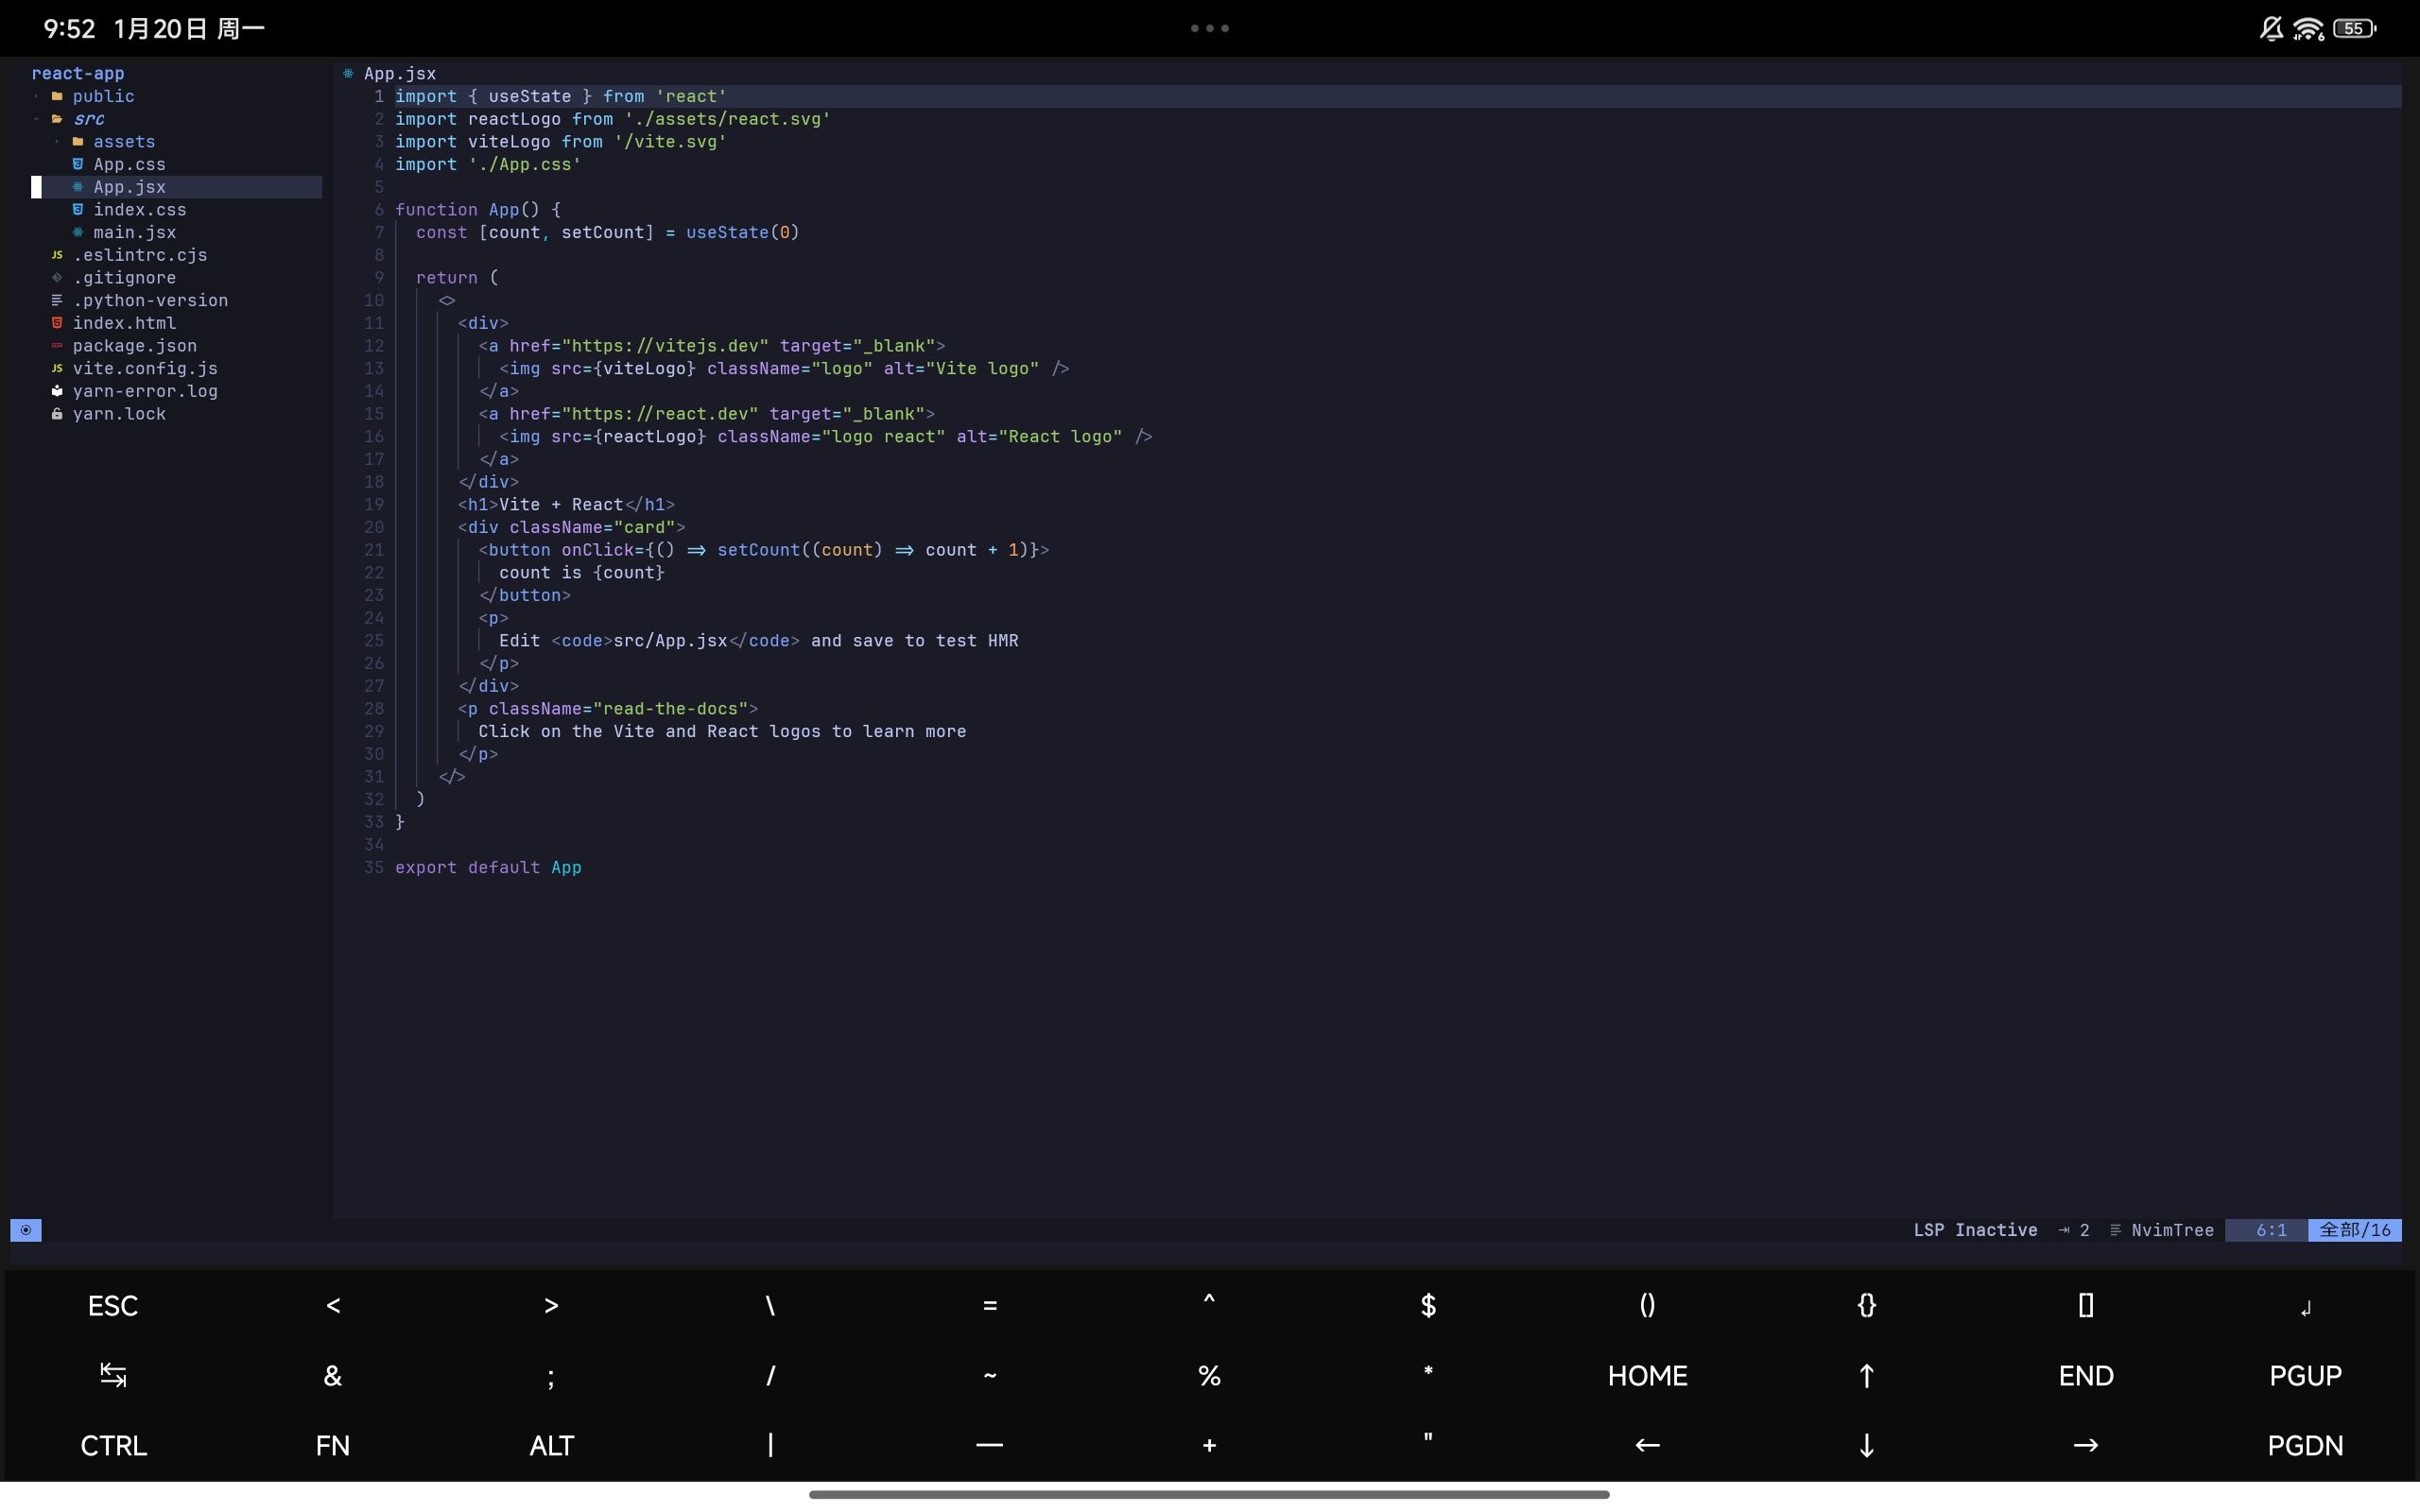 9:52 1月20日 周一
55
react-app
public
src
assets
App.css
App.jsx
index.css
main.jsx
JS .eslintrc.cjs
.gitignore
.python-version
index.html
package.json
JS vite.config.js
yarn-error.log
yarn.lock
App.jsx
1 import { useState } from 'react'
2 import reactLogo from './assets/react.svg'
3 import viteLogo from '/vite.svg'
4 import './App.css'
5
6 function App() {
7   const [count, setCount] = useState(0)
8
9   return (
10     <>
11       <div>
12         <a href="https://vitejs.dev" target="_blank">
13           <img src={viteLogo} className="logo" alt="Vite logo" />
14         </a>
15         <a href="https://react.dev" target="_blank">
16           <img src={reactLogo} className="logo react" alt="React logo" />
17         </a>
18       </div>
19       <h1>Vite + React</h1>
20       <div className="card">
21         <button onClick={() => setCount((count) => count + 1)}>
22           count is {count}
23         </button>
24         <p>
25           Edit <code>src/App.jsx</code> and save to test HMR
26         </p>
27       </div>
28       <p className="read-the-docs">
29         Click on the Vite and React logos to learn more
30       </p>
31     </>
32   )
33 }
34
35 export default App
LSP Inactive ⇥ 2 NvimTree 6:1 全部/16
ESC < > \ = ^ $ () {} [] ↲
↹ & ; / ~ % * HOME ↑ END PGUP
CTRL FN ALT | — + " ← ↓ → PGDN